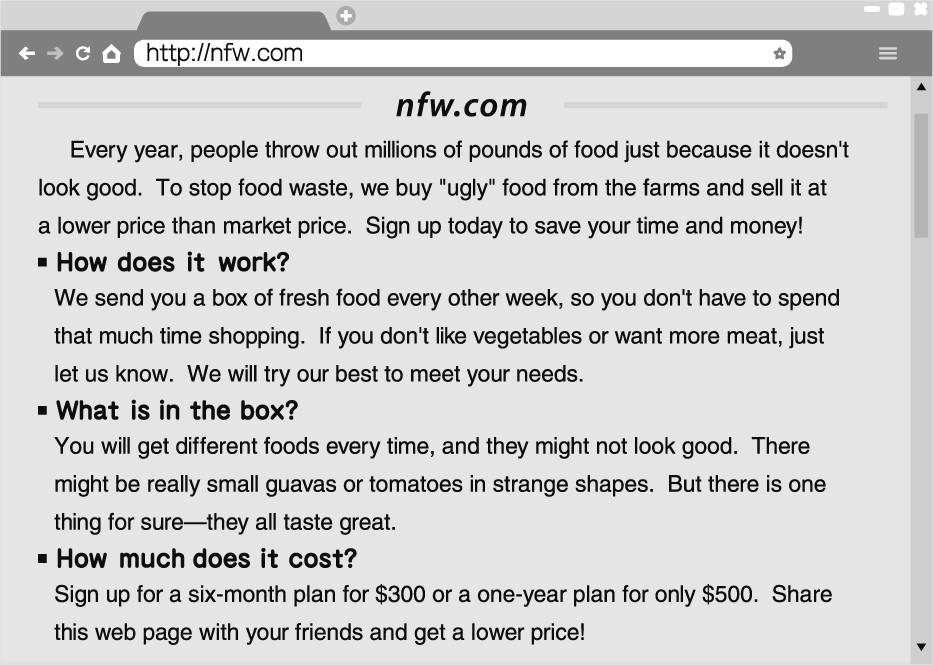 http://nfw.com
nfw.com
Every year, people throw out millions of pounds of food just because it doesn't
look good. To stop food waste, we buy "ugly" food from the farms and sell it at
a lower price than market price. Sign up today to save your time and money!
▪ How does it work?
We send you a box of fresh food every other week, so you don't have to spend
that much time shopping. If you don't like vegetables or want more meat, just
let us know. We will try our best to meet your needs.
▪ What is in the box?
You will get different foods every time, and they might not look good. There
might be really small guavas or tomatoes in strange shapes. But there is one
thing for sure—they all taste great.
▪ How much does it cost?
Sign up for a six-month plan for $300 or a one-year plan for only $500. Share
this web page with your friends and get a lower price!